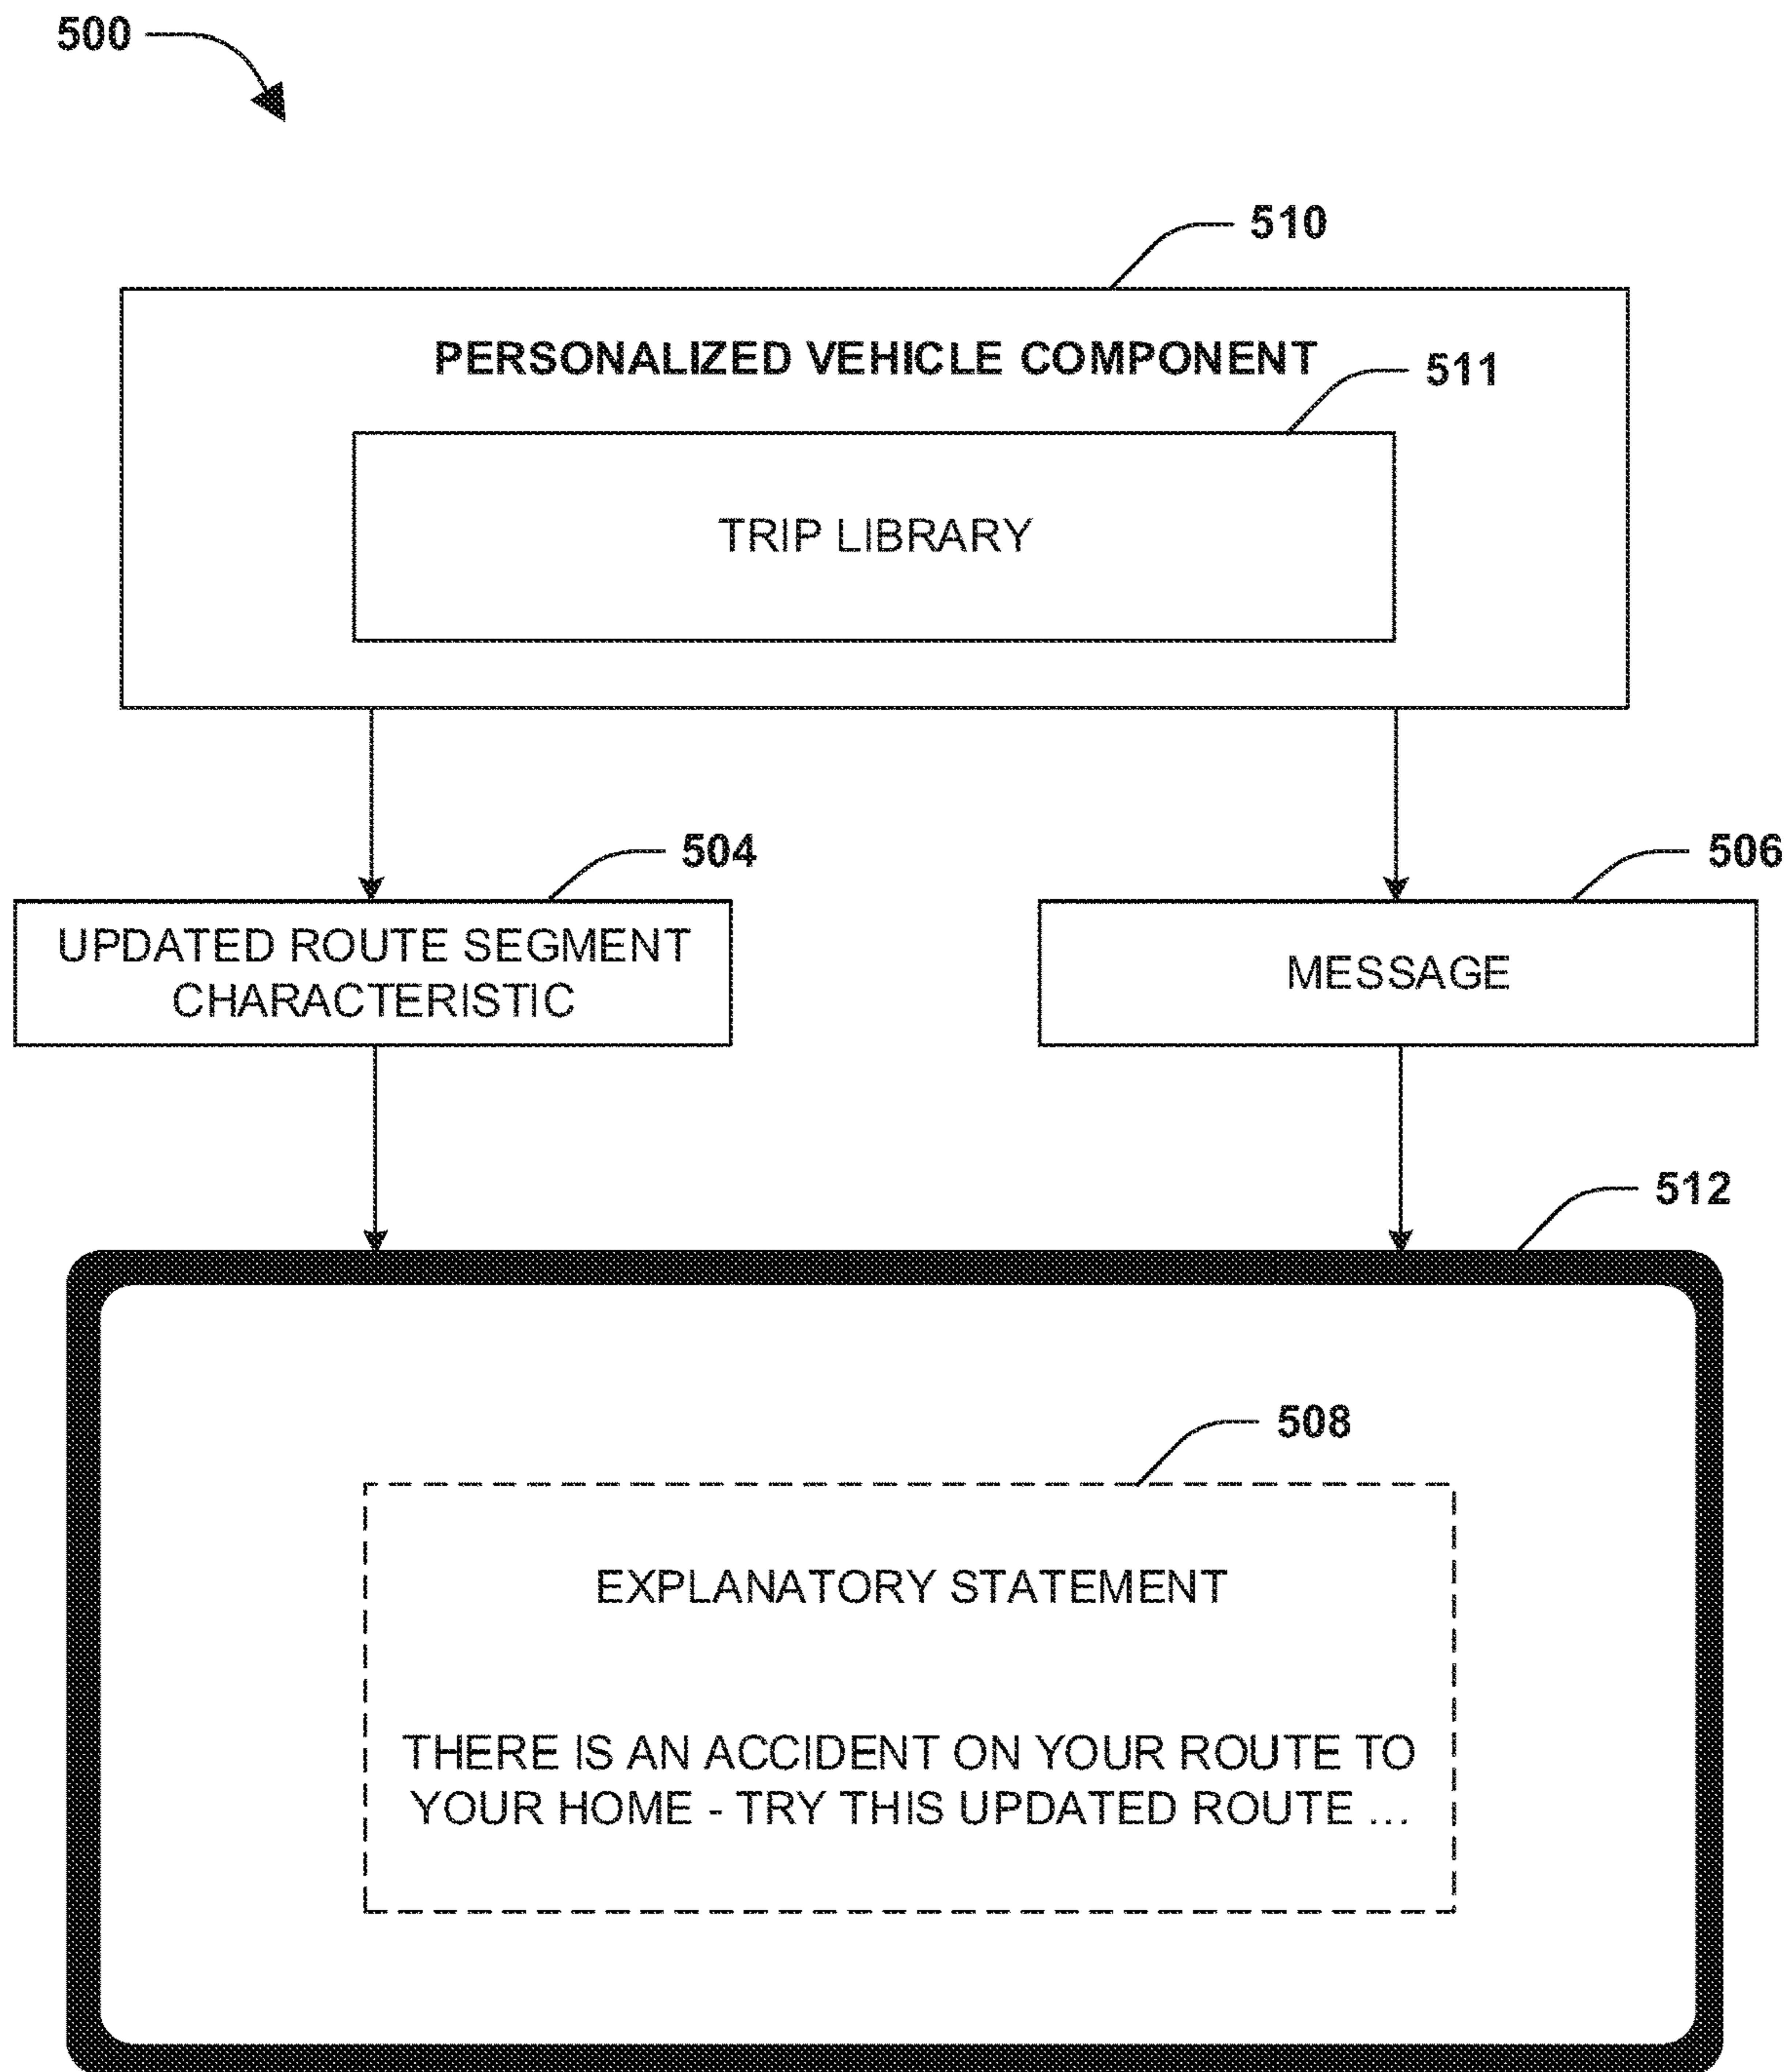 500
510
PERSONALIZED VEHICLE COMPONENT
511
TRIP LIBRARY
504
506
UPDATED ROUTE SEGMENT
CHARACTERISTIC
MESSAGE
512
508
EXPLANATORY STATEMENT
THERE IS AN ACCIDENT ON YOUR ROUTE TO
YOUR HOME - TRY THIS UPDATED ROUTE ...